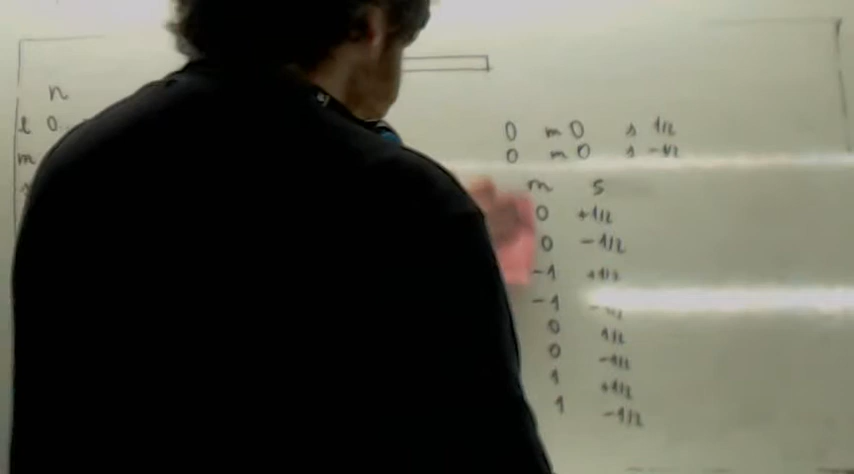 n
l 0
m
0 m 0 s 1/2
0 m 0 s -1/2
m s
0 +1/2
0 -1/2
-1 +1/2
-1
0 1/2
0 -1/2
1 +1/2
1 -1/2